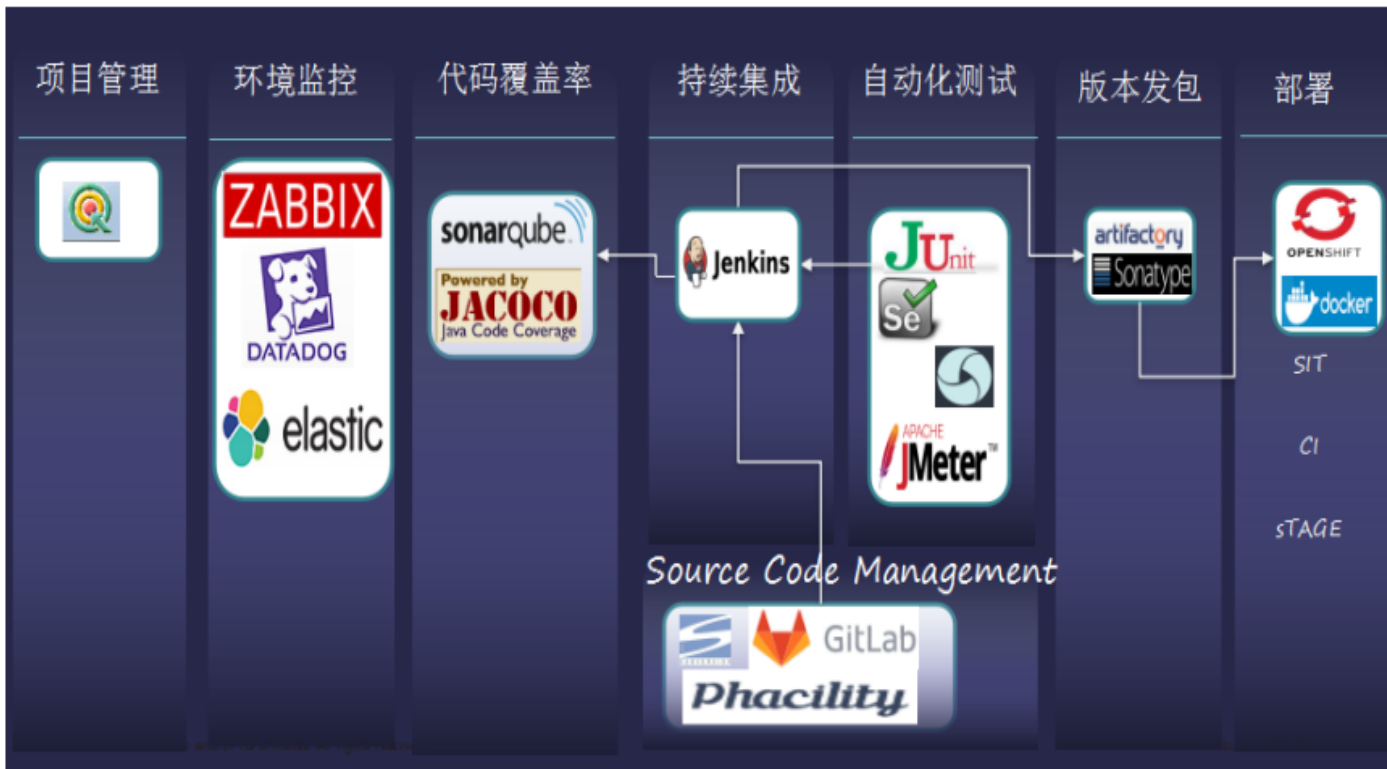 项目管理
环境监控
代码覆盖率
持续集成
自动化测试
版本发包
部署
ZABBIX
DATADOG
elastic
sonarqube
Powered by
JACOCO
Java Code Coverage
Jenkins
JUnit
Se
APACHE
JMeter™
artifactory
Sonatype
OPENSHIFT
docker
SIT
CI
sTAGE
Source Code Management
GitLab
Phacility